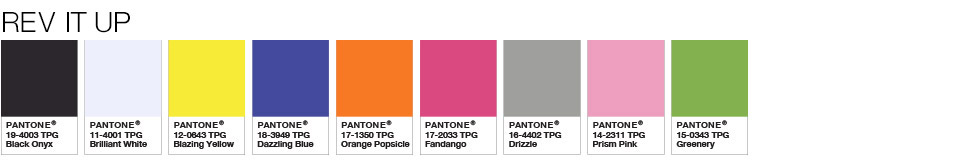 REV IT UP
PANTONE®
19-4003 TPG
Black Onyx
PANTONE®
11-4001 TPG
Brilliant White
PANTONE®
12-0643 TPG
Blazing Yellow
PANTONE®
18-3949 TPG
Dazzling Blue
PANTONE®
17-1350 TPG
Orange Popsicle
PANTONE®
17-2033 TPG
Fandango
PANTONE®
16-4402 TPG
Drizzle
PANTONE®
14-2311 TPG
Prism Pink
PANTONE®
15-0343 TPG
Greenery